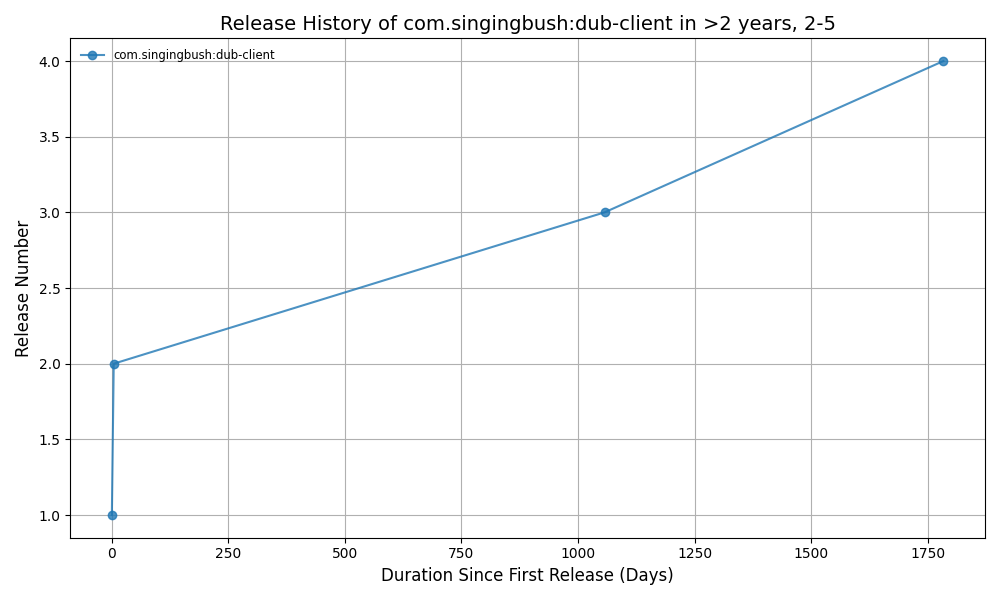 Release History of com.singingbush:dub-client in >2 years, 2-5
com.singingbush:dub-client
4.0
3.5
3.0
2.5
2.0
1.5
1.0
Release Number
0 250 500 750 1000 1250 1500 1750
Duration Since First Release (Days)